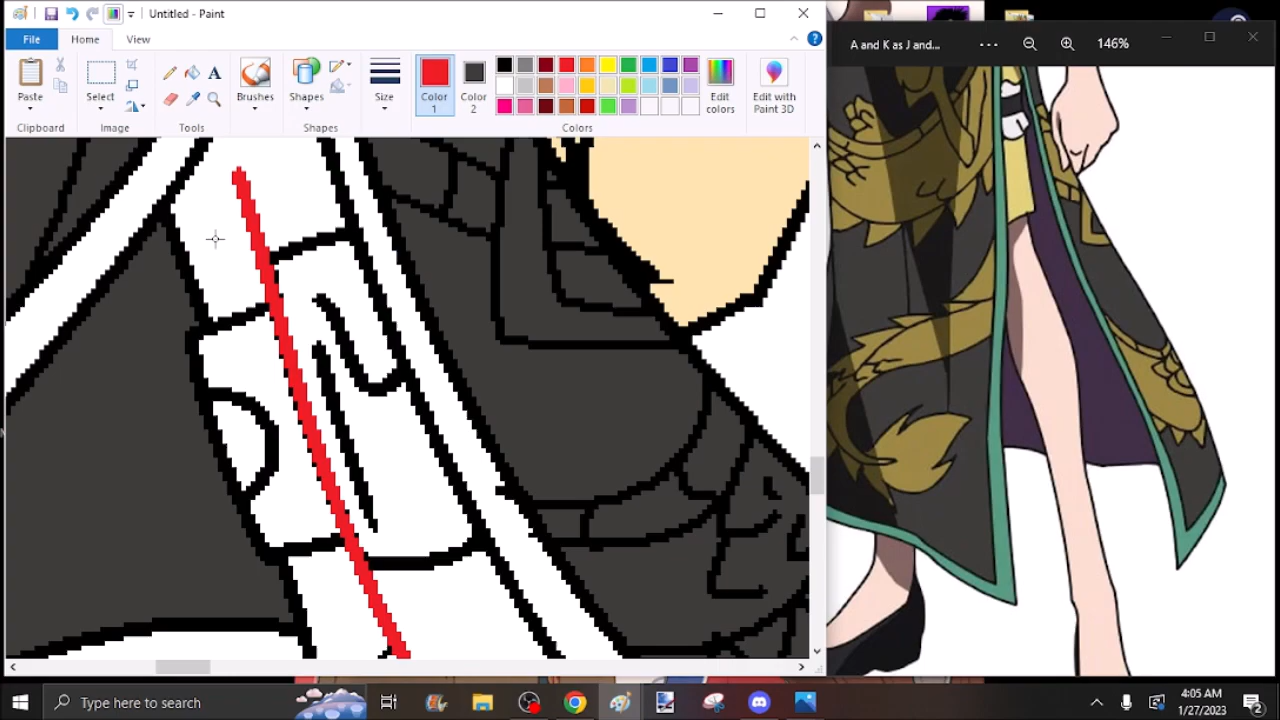 Untitled - Paint
File
Home
View
Paste
Select
Brushes
Shapes
Size
Color 1
Color 2
Edit colors
Edit with Paint 3D
Clipboard
Image
Tools
Shapes
Colors
A and K as J and...
146%
Type here to search
4:05 AM
1/27/2023
2